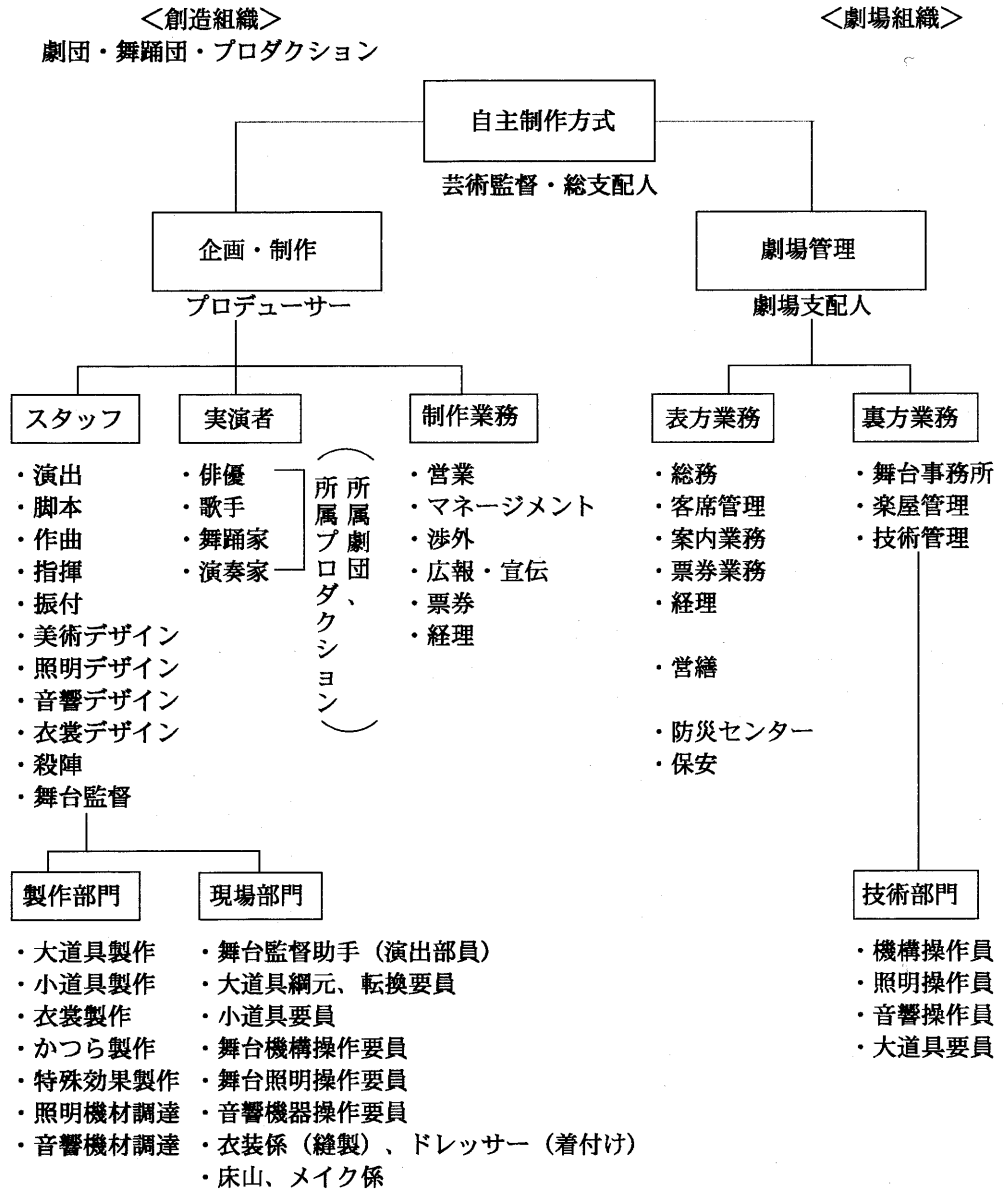 ＜創造組織＞
劇団・舞踊団・プロダクション
＜劇場組織＞
自主制作方式
芸術監督・総支配人
企画・制作
プロデューサー
劇場管理
劇場支配人
スタッフ
・演出
・脚本
・作曲
・指揮
・振付
・美術デザイン
・照明デザイン
・音響デザイン
・衣裳デザイン
・殺陣
・舞台監督
実演者
・俳優
・歌手
・舞踊家
・演奏家
（所属劇団、
所属プロダクション）
制作業務
・営業
・マネージメント
・渉外
・広報・宣伝
・票券
・経理
表方業務
・総務
・客席管理
・案内業務
・票券業務
・経理
・営繕
・防災センター
・保安
裏方業務
・舞台事務所
・楽屋管理
・技術管理
製作部門
・大道具製作
・小道具製作
・衣裳製作
・かつら製作
・特殊効果製作
・照明機材調達
・音響機材調達
現場部門
・舞台監督助手（演出部員）
・大道具綱元、転換要員
・小道具要員
・舞台機構操作要員
・舞台照明操作要員
・音響機器操作要員
・衣装係（縫製）、ドレッサー（着付け）
・床山、メイク係
技術部門
・機構操作員
・照明操作員
・音響操作員
・大道具要員